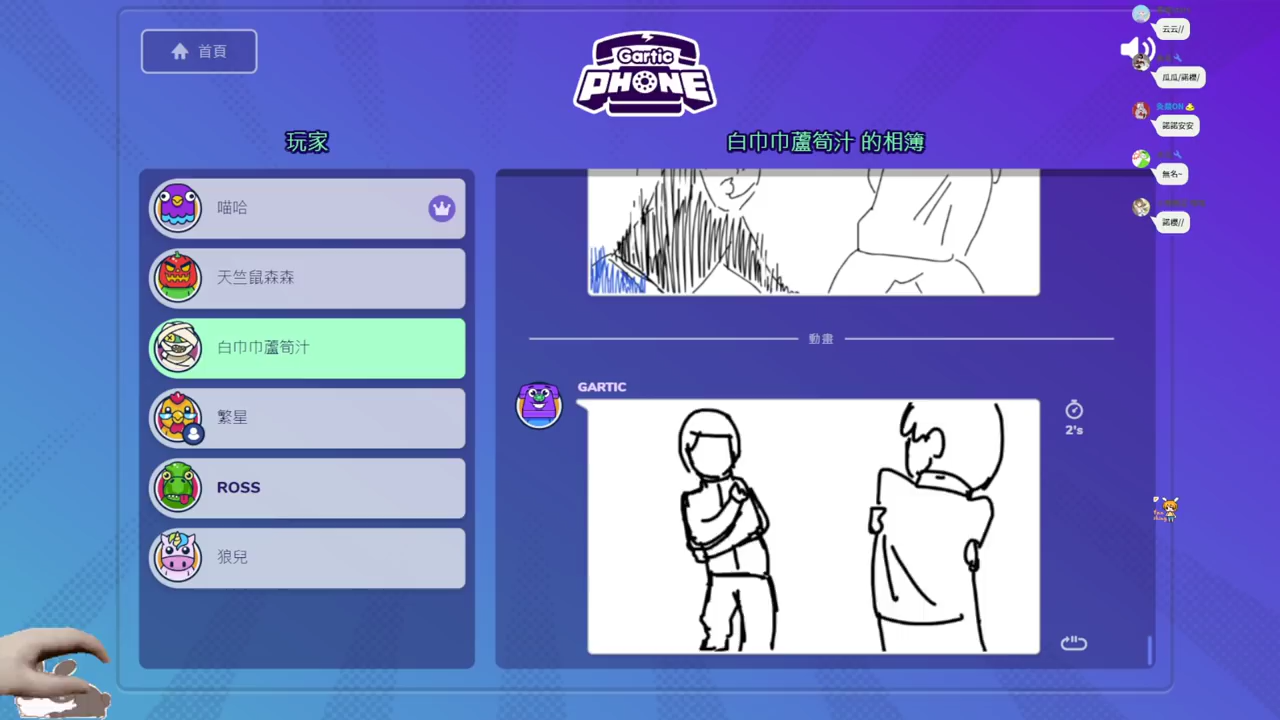 首頁
Gartic
PHONE
玩家
白巾巾蘆筍汁 的相簿
喵哈
天竺鼠森森
白巾巾蘆筍汁
繁星
ROSS
狼兒
動畫
GARTIC
2's
云云//
瓜瓜/諾櫻/
諾諾安安
無名~
諾櫻//